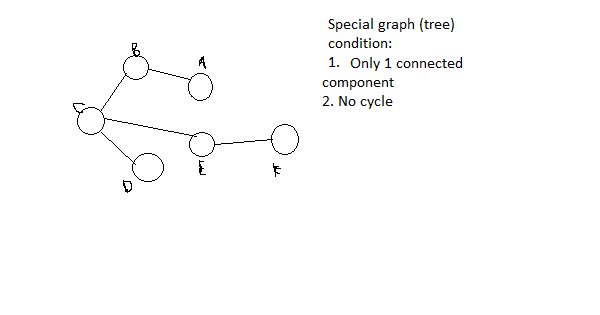 Special graph (tree)
condition:
1. Only 1 connected
component
2. No cycle
B
A
C
E
F
D